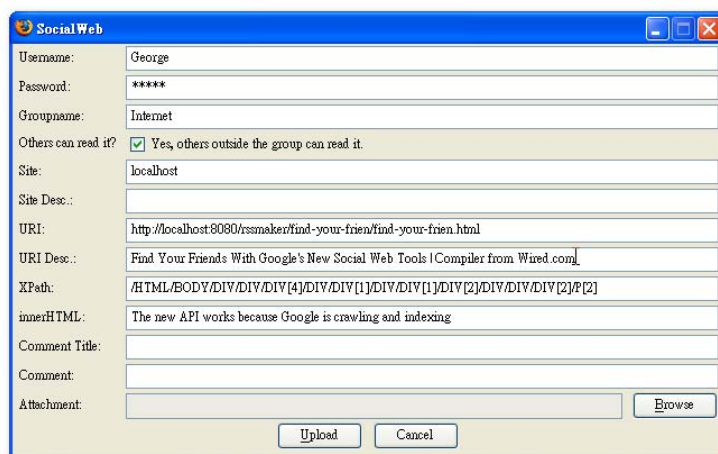 SocialWeb
Username: George
Password: *****
Groupname: Internet
Others can read it? Yes, others outside the group can read it.
Site: localhost
Site Desc.:
URI: http://localhost:8080/rssmaker/find-your-frien/find-your-frien.html
URI Desc.: Find Your Friends With Google's New Social Web Tools | Compiler from Wired.com
XPath: /HTML/BODY/DIV/DIV/DIV[4]/DIV/DIV[1]/DIV/DIV[1]/DIV[2]/DIV/DIV/DIV[2]/P[2]
innerHTML: The new API works because Google is crawling and indexing
Comment Title:
Comment:
Attachment: Browse
Upload Cancel